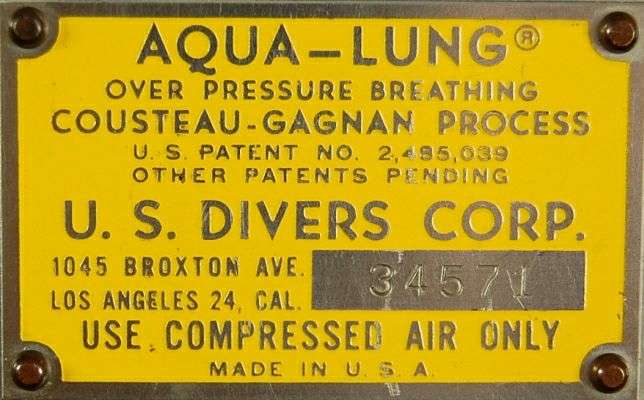 AQUA-LUNG®
OVER PRESSURE BREATHING
COUSTEAU-GAGNAN PROCESS
U.S. PATENT NO. 2,485,039
OTHER PATENTS PENDING
U. S. DIVERS CORP.
1045 BROXTON AVE.
LOS ANGELES 24, CAL.
34571
USE COMPRESSED AIR ONLY
MADE IN U. S. A.